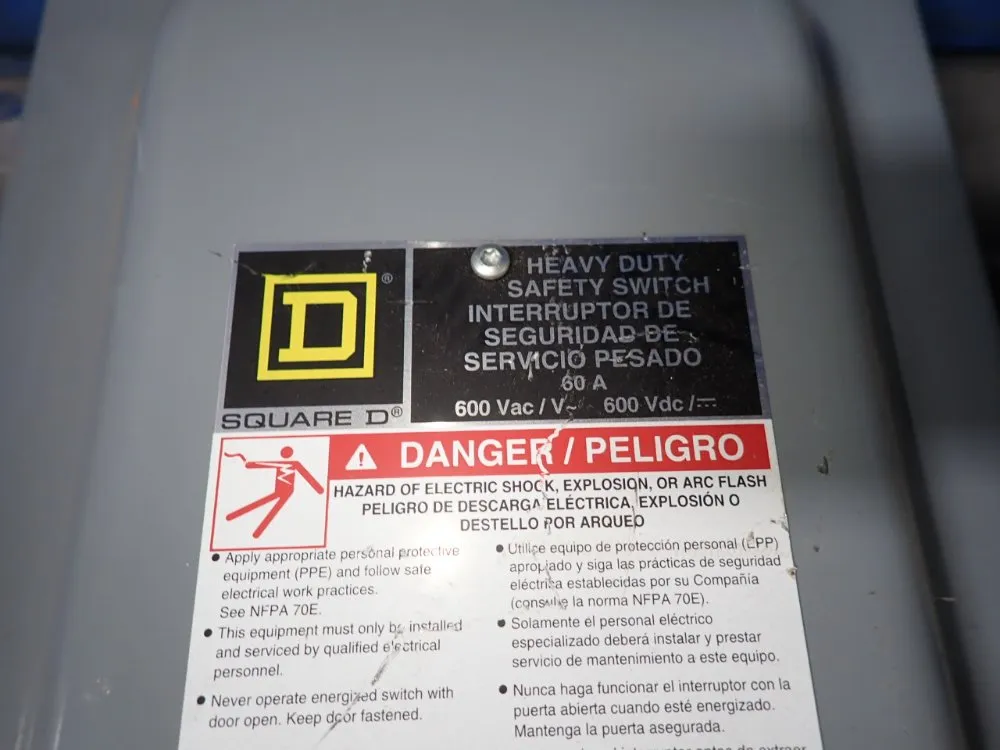 D®
SQUARE D®
HEAVY DUTY
SAFETY SWITCH
INTERRUPTOR DE
SEGURIDAD DE
SERVICIO PESADO
60 A
600 Vac / V~ 600 Vdc / ⎓
DANGER / PELIGRO
HAZARD OF ELECTRIC SHOCK, EXPLOSION, OR ARC FLASH
PELIGRO DE DESCARGA ELÉCTRICA, EXPLOSIÓN O
DESTELLO POR ARQUEO
• Apply appropriate personal protective
equipment (PPE) and follow safe
electrical work practices.
See NFPA 70E.
• This equipment must only be installed
and serviced by qualified electrical
personnel.
• Never operate energized switch with
door open. Keep door fastened.
• Utilice equipo de protección personal (EPP)
apropiado y siga las prácticas de seguridad
eléctrica establecidas por su Compañía
(consulte la norma NFPA 70E).
• Solamente el personal eléctrico
especializado deberá instalar y prestar
servicio de mantenimiento a este equipo.
• Nunca haga funcionar el interruptor con la
puerta abierta cuando esté energizado.
Mantenga la puerta asegurada.